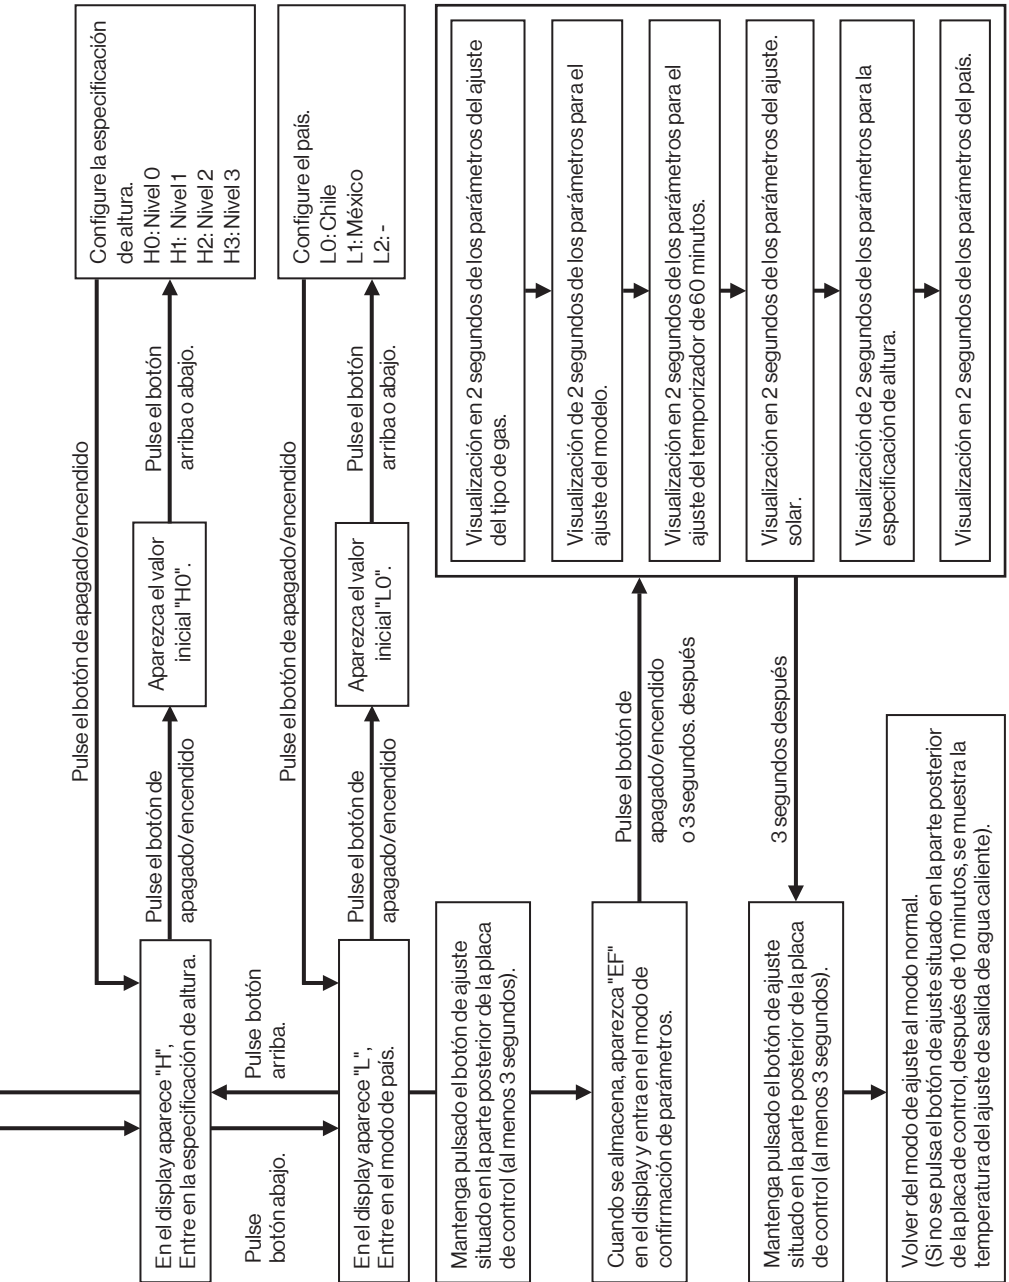 En el display aparece "H",
Entre en la especificación de altura.
Pulse el botón de
apagado/encendido
Aparezca el valor
inicial "H0".
Pulse el botón
arriba o abajo.
Configure la especificación
de altura.
H0: Nivel 0
H1: Nivel 1
H2: Nivel 2
H3: Nivel 3
Pulse el botón de apagado/encendido
Pulse
botón abajo.
Pulse botón
arriba.
En el display aparece "L",
Entre en el modo de país.
Pulse el botón de
apagado/encendido
Aparezca el valor
inicial "L0".
Pulse el botón
arriba o abajo.
Configure el país.
L0: Chile
L1: México
L2: -
Pulse el botón de apagado/encendido
Mantenga pulsado el botón de ajuste
situado en la parte posterior de la placa
de control (al menos 3 segundos).
Cuando se almacena, aparezca "EF"
en el display y entra en el modo de
confirmación de parámetros.
Pulse el botón de
apagado/encendido
o 3 segundos. después
Visualización en 2 segundos de los parámetros del ajuste
del tipo de gas.
Visualización de 2 segundos de los parámetros para el
ajuste del modelo.
Visualización en 2 segundos de los parámetros para el
ajuste del temporizador de 60 minutos.
Visualización en 2 segundos de los parámetros del ajuste.
solar.
Visualización de 2 segundos de los parámetros para la
especificación de altura.
Visualización en 2 segundos de los parámetros del país.
3 segundos después
Mantenga pulsado el botón de ajuste
situado en la parte posterior de la placa
de control (al menos 3 segundos).
Volver del modo de ajuste al modo normal.
(Si no se pulsa el botón de ajuste situado en la parte posterior
de la placa de control, después de 10 minutos, se muestra la
temperatura del ajuste de salida de agua caliente).